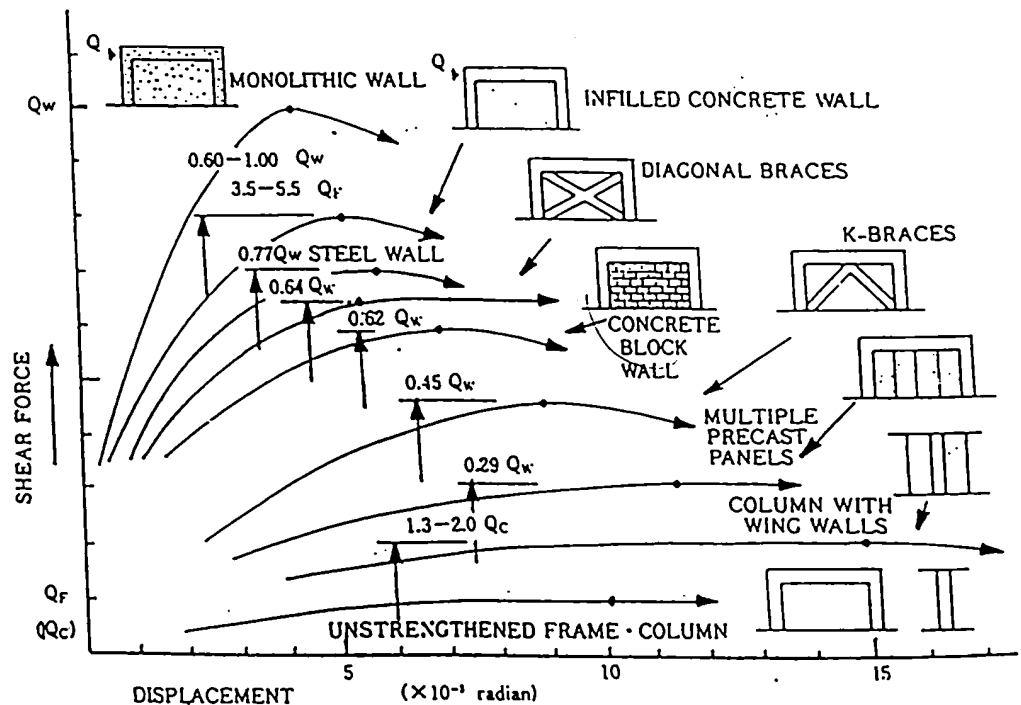 Q
MONOLITHIC WALL
Qw
Q
INFILLED CONCRETE WALL
0.60–1.00 Qw
3.5–5.5 QF
DIAGONAL BRACES
K-BRACES
0.77Qw STEEL WALL
0.64 Qw
0.62 Qw
CONCRETE
BLOCK
WALL
0.45 Qw
MULTIPLE
PRECAST
PANELS
0.29 Qw
COLUMN WITH
WING WALLS
1.3–2.0 QC
SHEAR FORCE
QF
(QC)
UNSTRENGTHENED FRAME · COLUMN
5
10
15
DISPLACEMENT
(×10⁻³ radian)